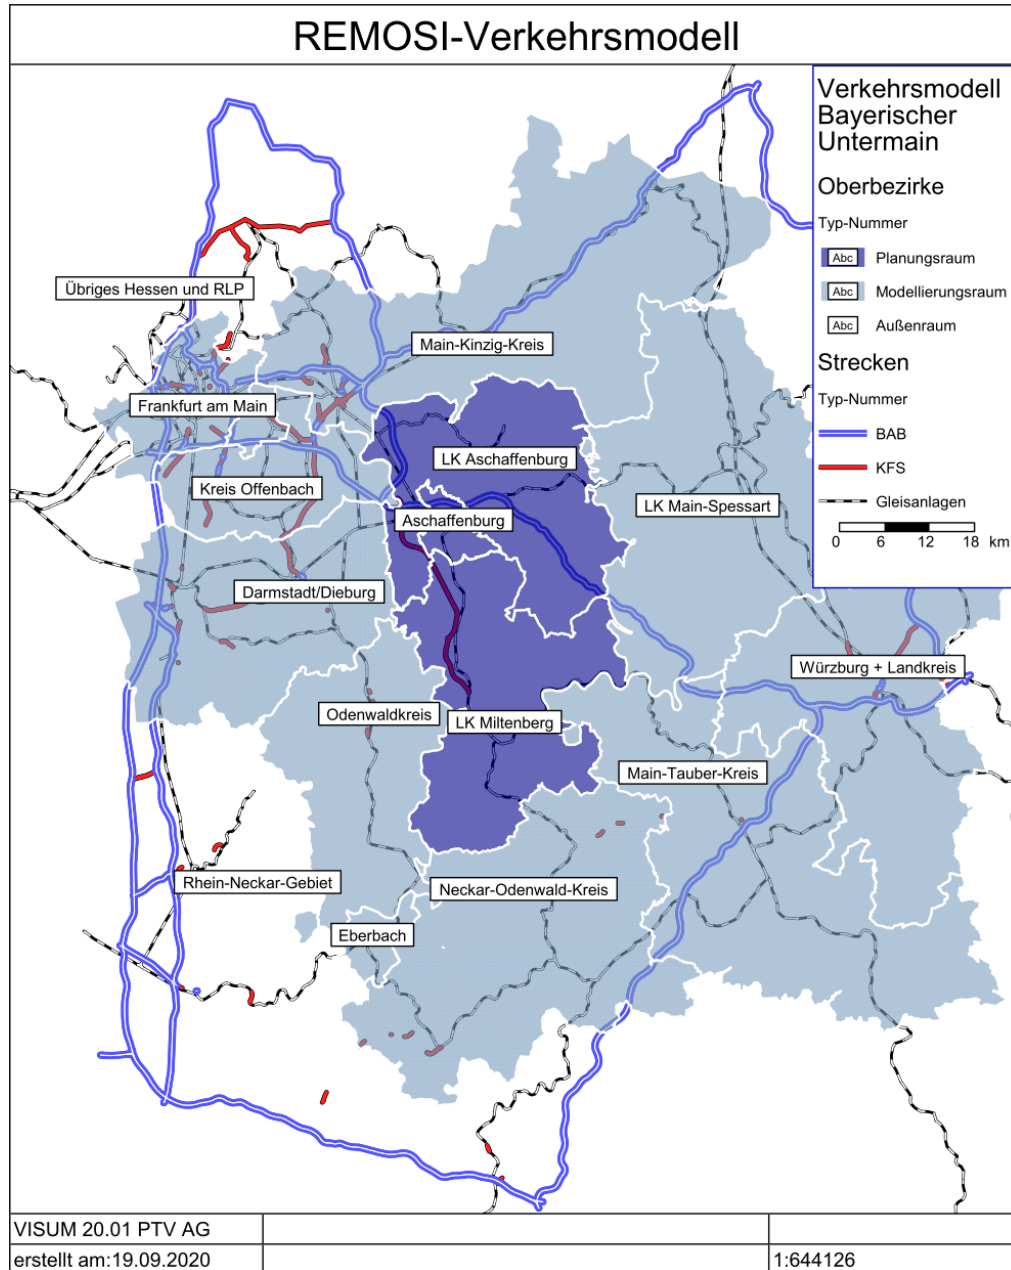 REMOSI-Verkehrsmodell
Verkehrsmodell
Bayerischer
Untermain
Oberbezirke
Typ-Nummer
Abc Planungsraum
Abc Modellierungsraum
Abc Außenraum
Strecken
Typ-Nummer
BAB
KFS
Gleisanlagen
0 6 12 18 km
Übriges Hessen und RLP
Main-Kinzig-Kreis
Frankfurt am Main
LK Aschaffenburg
Kreis Offenbach
LK Main-Spessart
Aschaffenburg
Darmstadt/Dieburg
Würzburg + Landkreis
Odenwaldkreis
LK Miltenberg
Main-Tauber-Kreis
Rhein-Neckar-Gebiet
Neckar-Odenwald-Kreis
Eberbach
VISUM 20.01 PTV AG
erstellt am:19.09.2020
1:644126